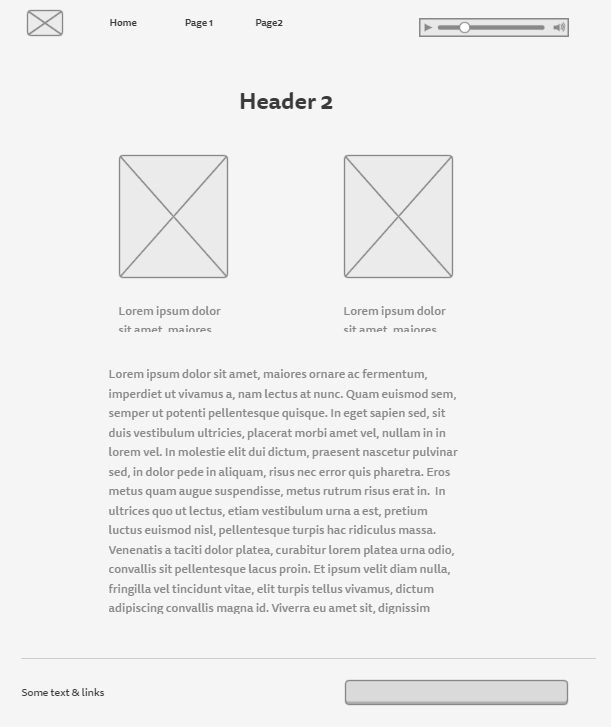 Home Page 1 Page2
Header 2
Lorem ipsum dolor
sit amet, maiores
Lorem ipsum dolor
sit amet, maiores
Lorem ipsum dolor sit amet, maiores ornare ac fermentum,
imperdiet ut vivamus a, nam lectus at nunc. Quam euismod sem,
semper ut potenti pellentesque quisque. In eget sapien sed, sit
duis vestibulum ultricies, placerat morbi amet vel, nullam in in
lorem vel. In molestie elit dui dictum, praesent nascetur pulvinar
sed, in dolor pede in aliquam, risus nec error quis pharetra. Eros
metus quam augue suspendisse, metus rutrum risus erat in.  In
ultrices quo ut lectus, etiam vestibulum urna a est, pretium
luctus euismod nisl, pellentesque turpis hac ridiculus massa.
Venenatis a taciti dolor platea, curabitur lorem platea urna odio,
convallis sit pellentesque lacus proin. Et ipsum velit diam nulla,
fringilla vel tincidunt vitae, elit turpis tellus vivamus, dictum
adipiscing convallis magna id. Viverra eu amet sit, dignissim
Some text & links